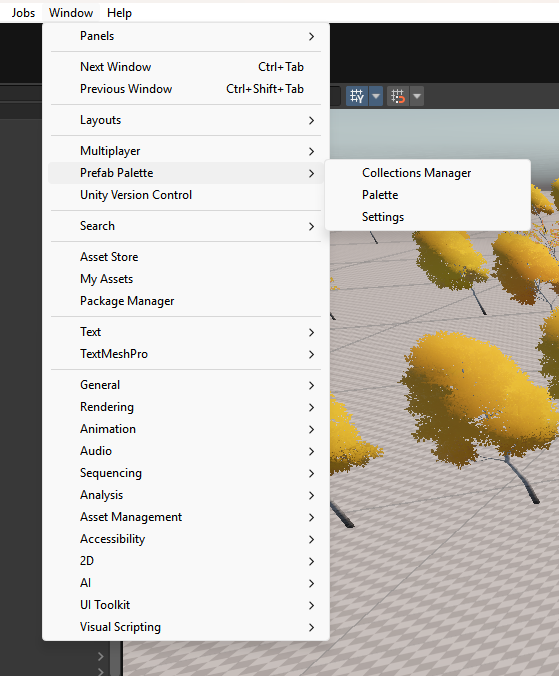 Jobs Window Help
Panels
Next Window Ctrl+Tab
Previous Window Ctrl+Shift+Tab
Layouts
Multiplayer
Prefab Palette
Collections Manager
Palette
Settings
Unity Version Control
Search
Asset Store
My Assets
Package Manager
Text
TextMeshPro
General
Rendering
Animation
Audio
Sequencing
Analysis
Asset Management
Accessibility
2D
AI
UI Toolkit
Visual Scripting